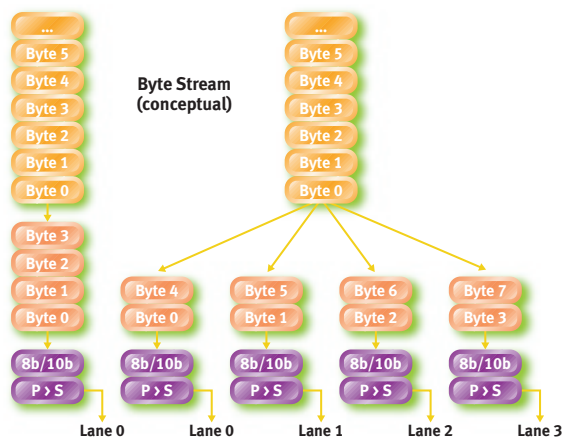 ...
Byte 5
Byte 4
Byte 3
Byte 2
Byte 1
Byte 0
Byte 3
Byte 2
Byte 1
Byte 0
8b/10b
P > S
Lane 0
Byte Stream
(conceptual)
...
Byte 5
Byte 4
Byte 3
Byte 2
Byte 1
Byte 0
Byte 4
Byte 0
8b/10b
P > S
Lane 0
Byte 5
Byte 1
8b/10b
P > S
Lane 1
Byte 6
Byte 2
8b/10b
P > S
Lane 2
Byte 7
Byte 3
8b/10b
P > S
Lane 3